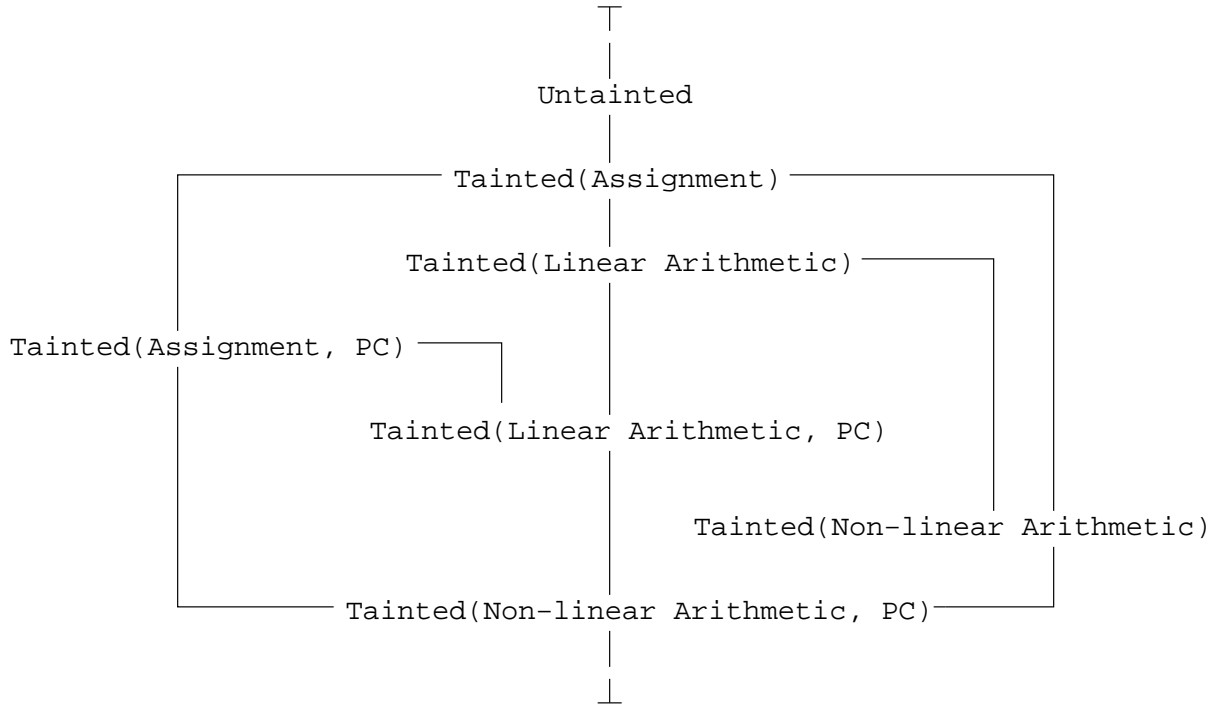 Untainted
Tainted(Assignment)
Tainted(Linear Arithmetic)
Tainted(Assignment, PC)
Tainted(Linear Arithmetic, PC)
Tainted(Non-linear Arithmetic)
Tainted(Non-linear Arithmetic, PC)